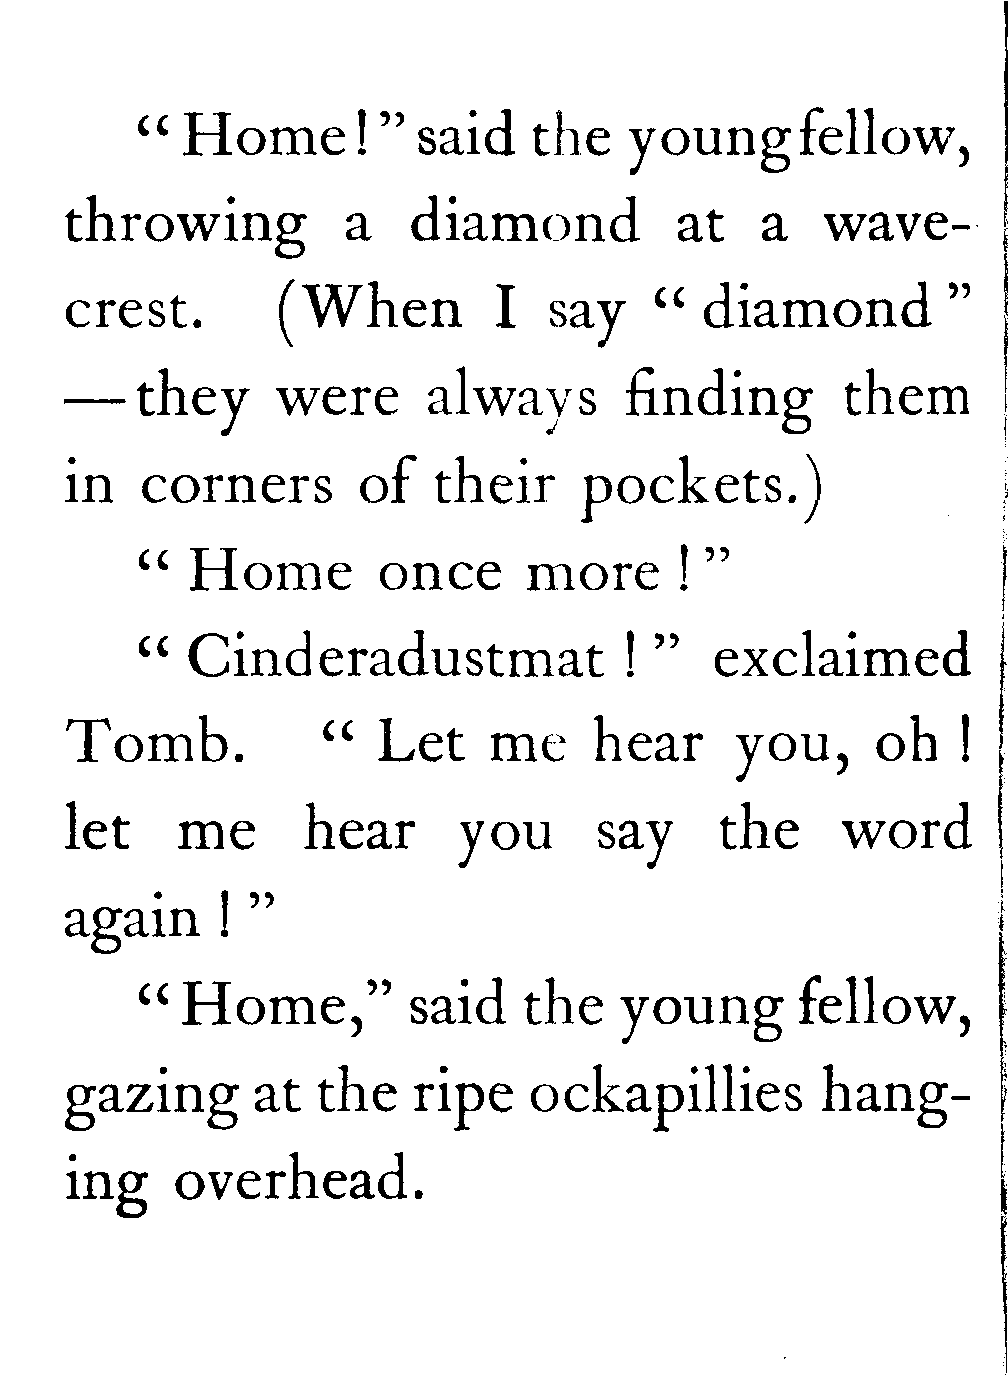 “Home!” said the young fellow,
throwing a diamond at a wave-
crest. (When I say “diamond”
—they were always finding them
in corners of their pockets.)
“Home once more!”
“Cinderadustmat!” exclaimed
Tomb. “Let me hear you, oh!
let me hear you say the word
again!”
“Home,” said the young fellow,
gazing at the ripe ockapillies hang-
ing overhead.